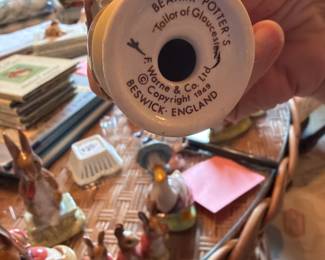 BEATRIX POTTER'S
"Tailor of Gloucester"
F. Warne & Co. Ltd.
© Copyright 1949
BESWICK · ENGLAND